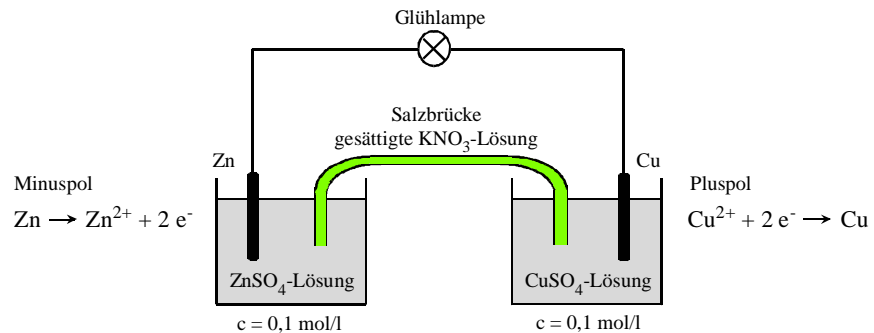 Glühlampe
Salzbrücke
gesättigte KNO₃-Lösung
Zn
Cu
Minuspol
Zn → Zn²⁺ + 2 e⁻
Pluspol
Cu²⁺ + 2 e⁻ → Cu
ZnSO₄-Lösung
CuSO₄-Lösung
c = 0,1 mol/l
c = 0,1 mol/l